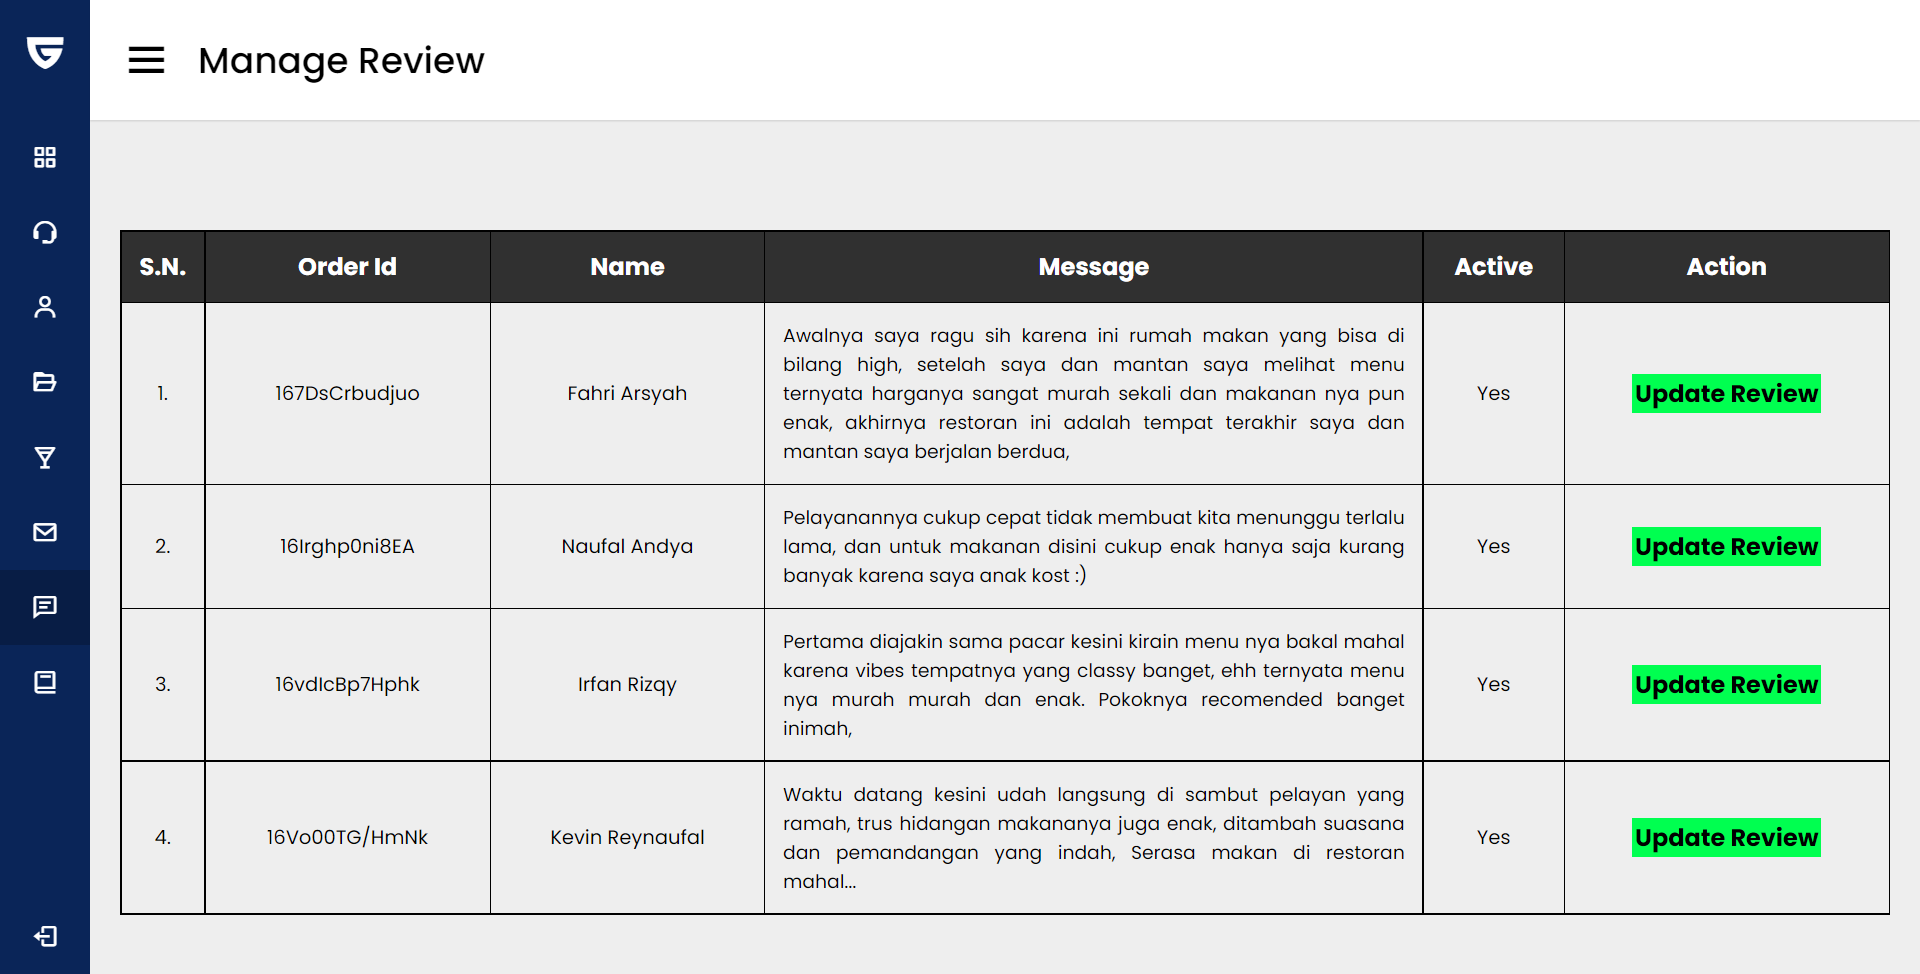 Manage Review
S.N. Order Id Name Message Active Action
1. 167DsCrbudjuo Fahri Arsyah
Awalnya saya ragu sih karena ini rumah makan yang bisa di
bilang high, setelah saya dan mantan saya melihat menu
ternyata harganya sangat murah sekali dan makanan nya pun
enak, akhirnya restoran ini adalah tempat terakhir saya dan
mantan saya berjalan berdua,
Yes Update Review
2. 16Irghp0ni8EA Naufal Andya
Pelayanannya cukup cepat tidak membuat kita menunggu terlalu
lama, dan untuk makanan disini cukup enak hanya saja kurang
banyak karena saya anak kost :)
Yes Update Review
3. 16vdIcBp7Hphk Irfan Rizqy
Pertama diajakin sama pacar kesini kirain menu nya bakal mahal
karena vibes tempatnya yang classy banget, ehh ternyata menu
nya murah murah dan enak. Pokoknya recomended banget
inimah,
Yes Update Review
4. 16Vo00TG/HmNk Kevin Reynaufal
Waktu datang kesini udah langsung di sambut pelayan yang
ramah, trus hidangan makananya juga enak, ditambah suasana
dan pemandangan yang indah, Serasa makan di restoran
mahal...
Yes Update Review